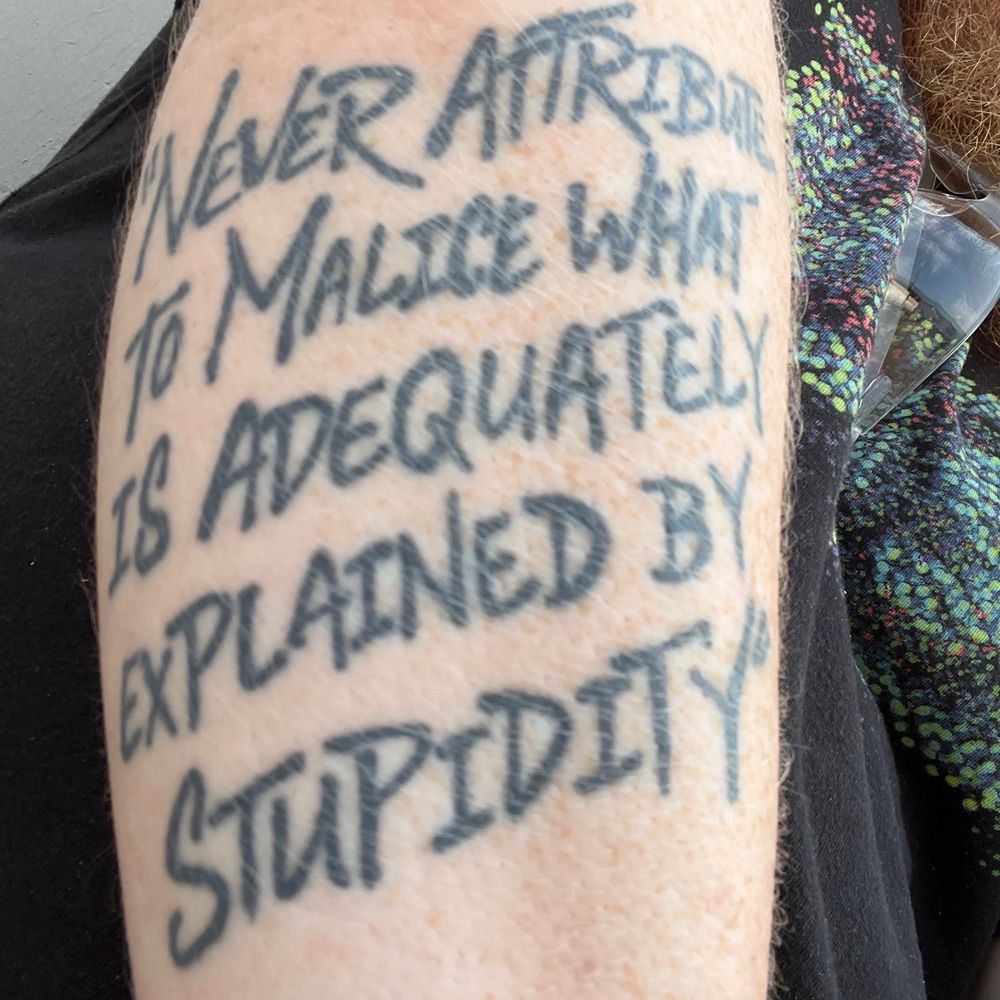 "NEVER ATTRIBUTE
TO MALICE WHAT
IS ADEQUATELY
EXPLAINED BY
STUPIDITY"